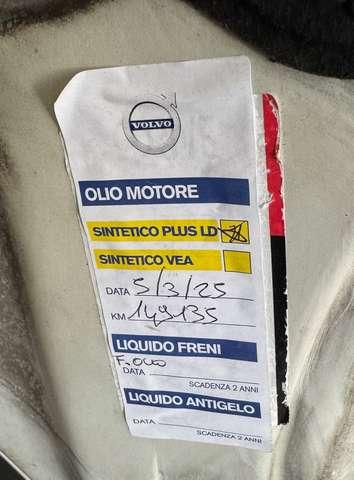 VOLVO
OLIO MOTORE
SINTETICO PLUS LD
SINTETICO VEA
DATA 5/3/25
KM 149135
LIQUIDO FRENI
F. OLIO
DATA
SCADENZA 2 ANNI
LIQUIDO ANTIGELO
DATA
SCADENZA 2 ANNI